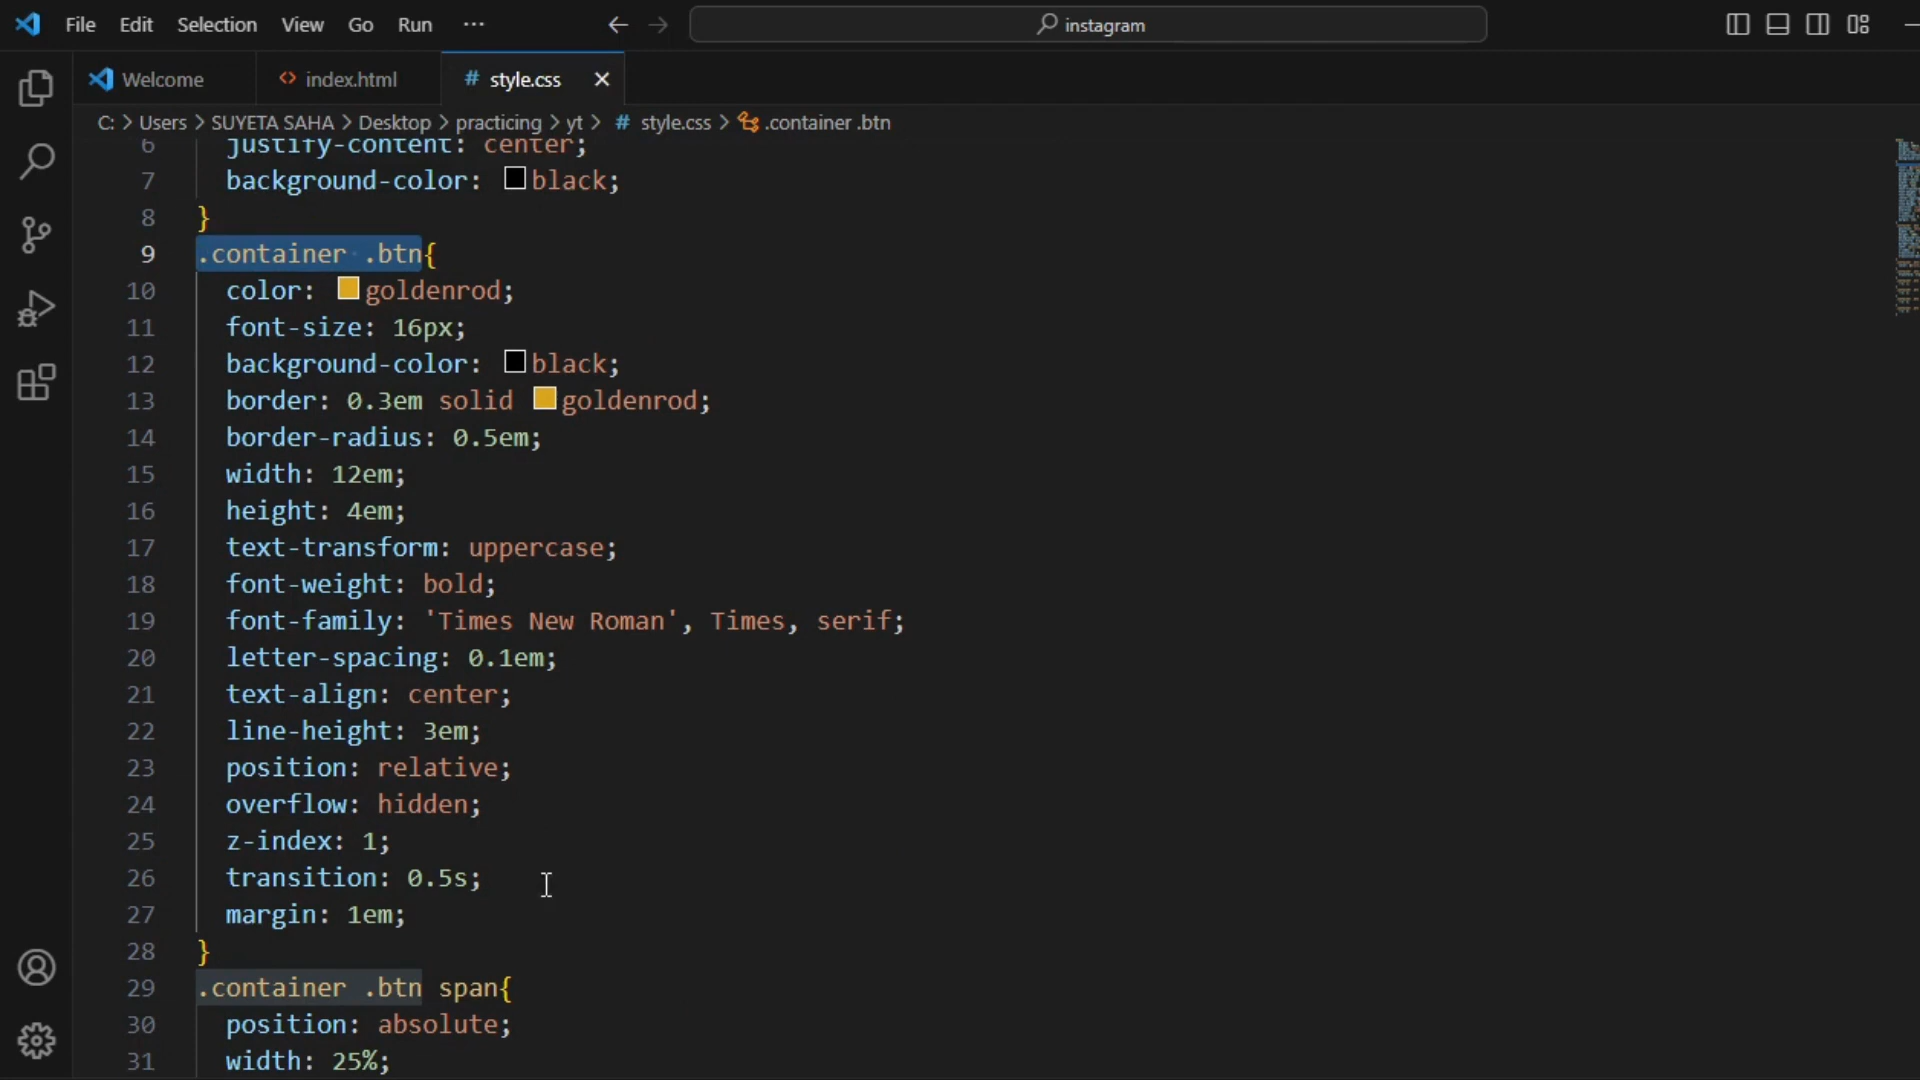 File Edit Selection View Go Run ··· instagram
Welcome index.html # style.css
C: > Users > SUYETA SAHA > Desktop > practicing > yt > # style.css > .container .btn
6 justify-content: center;
7 background-color: black;
8 }
9 .container .btn{
10 color: goldenrod;
11 font-size: 16px;
12 background-color: black;
13 border: 0.3em solid goldenrod;
14 border-radius: 0.5em;
15 width: 12em;
16 height: 4em;
17 text-transform: uppercase;
18 font-weight: bold;
19 font-family: 'Times New Roman', Times, serif;
20 letter-spacing: 0.1em;
21 text-align: center;
22 line-height: 3em;
23 position: relative;
24 overflow: hidden;
25 z-index: 1;
26 transition: 0.5s;
27 margin: 1em;
28 }
29 .container .btn span{
30 position: absolute;
31 width: 25%;